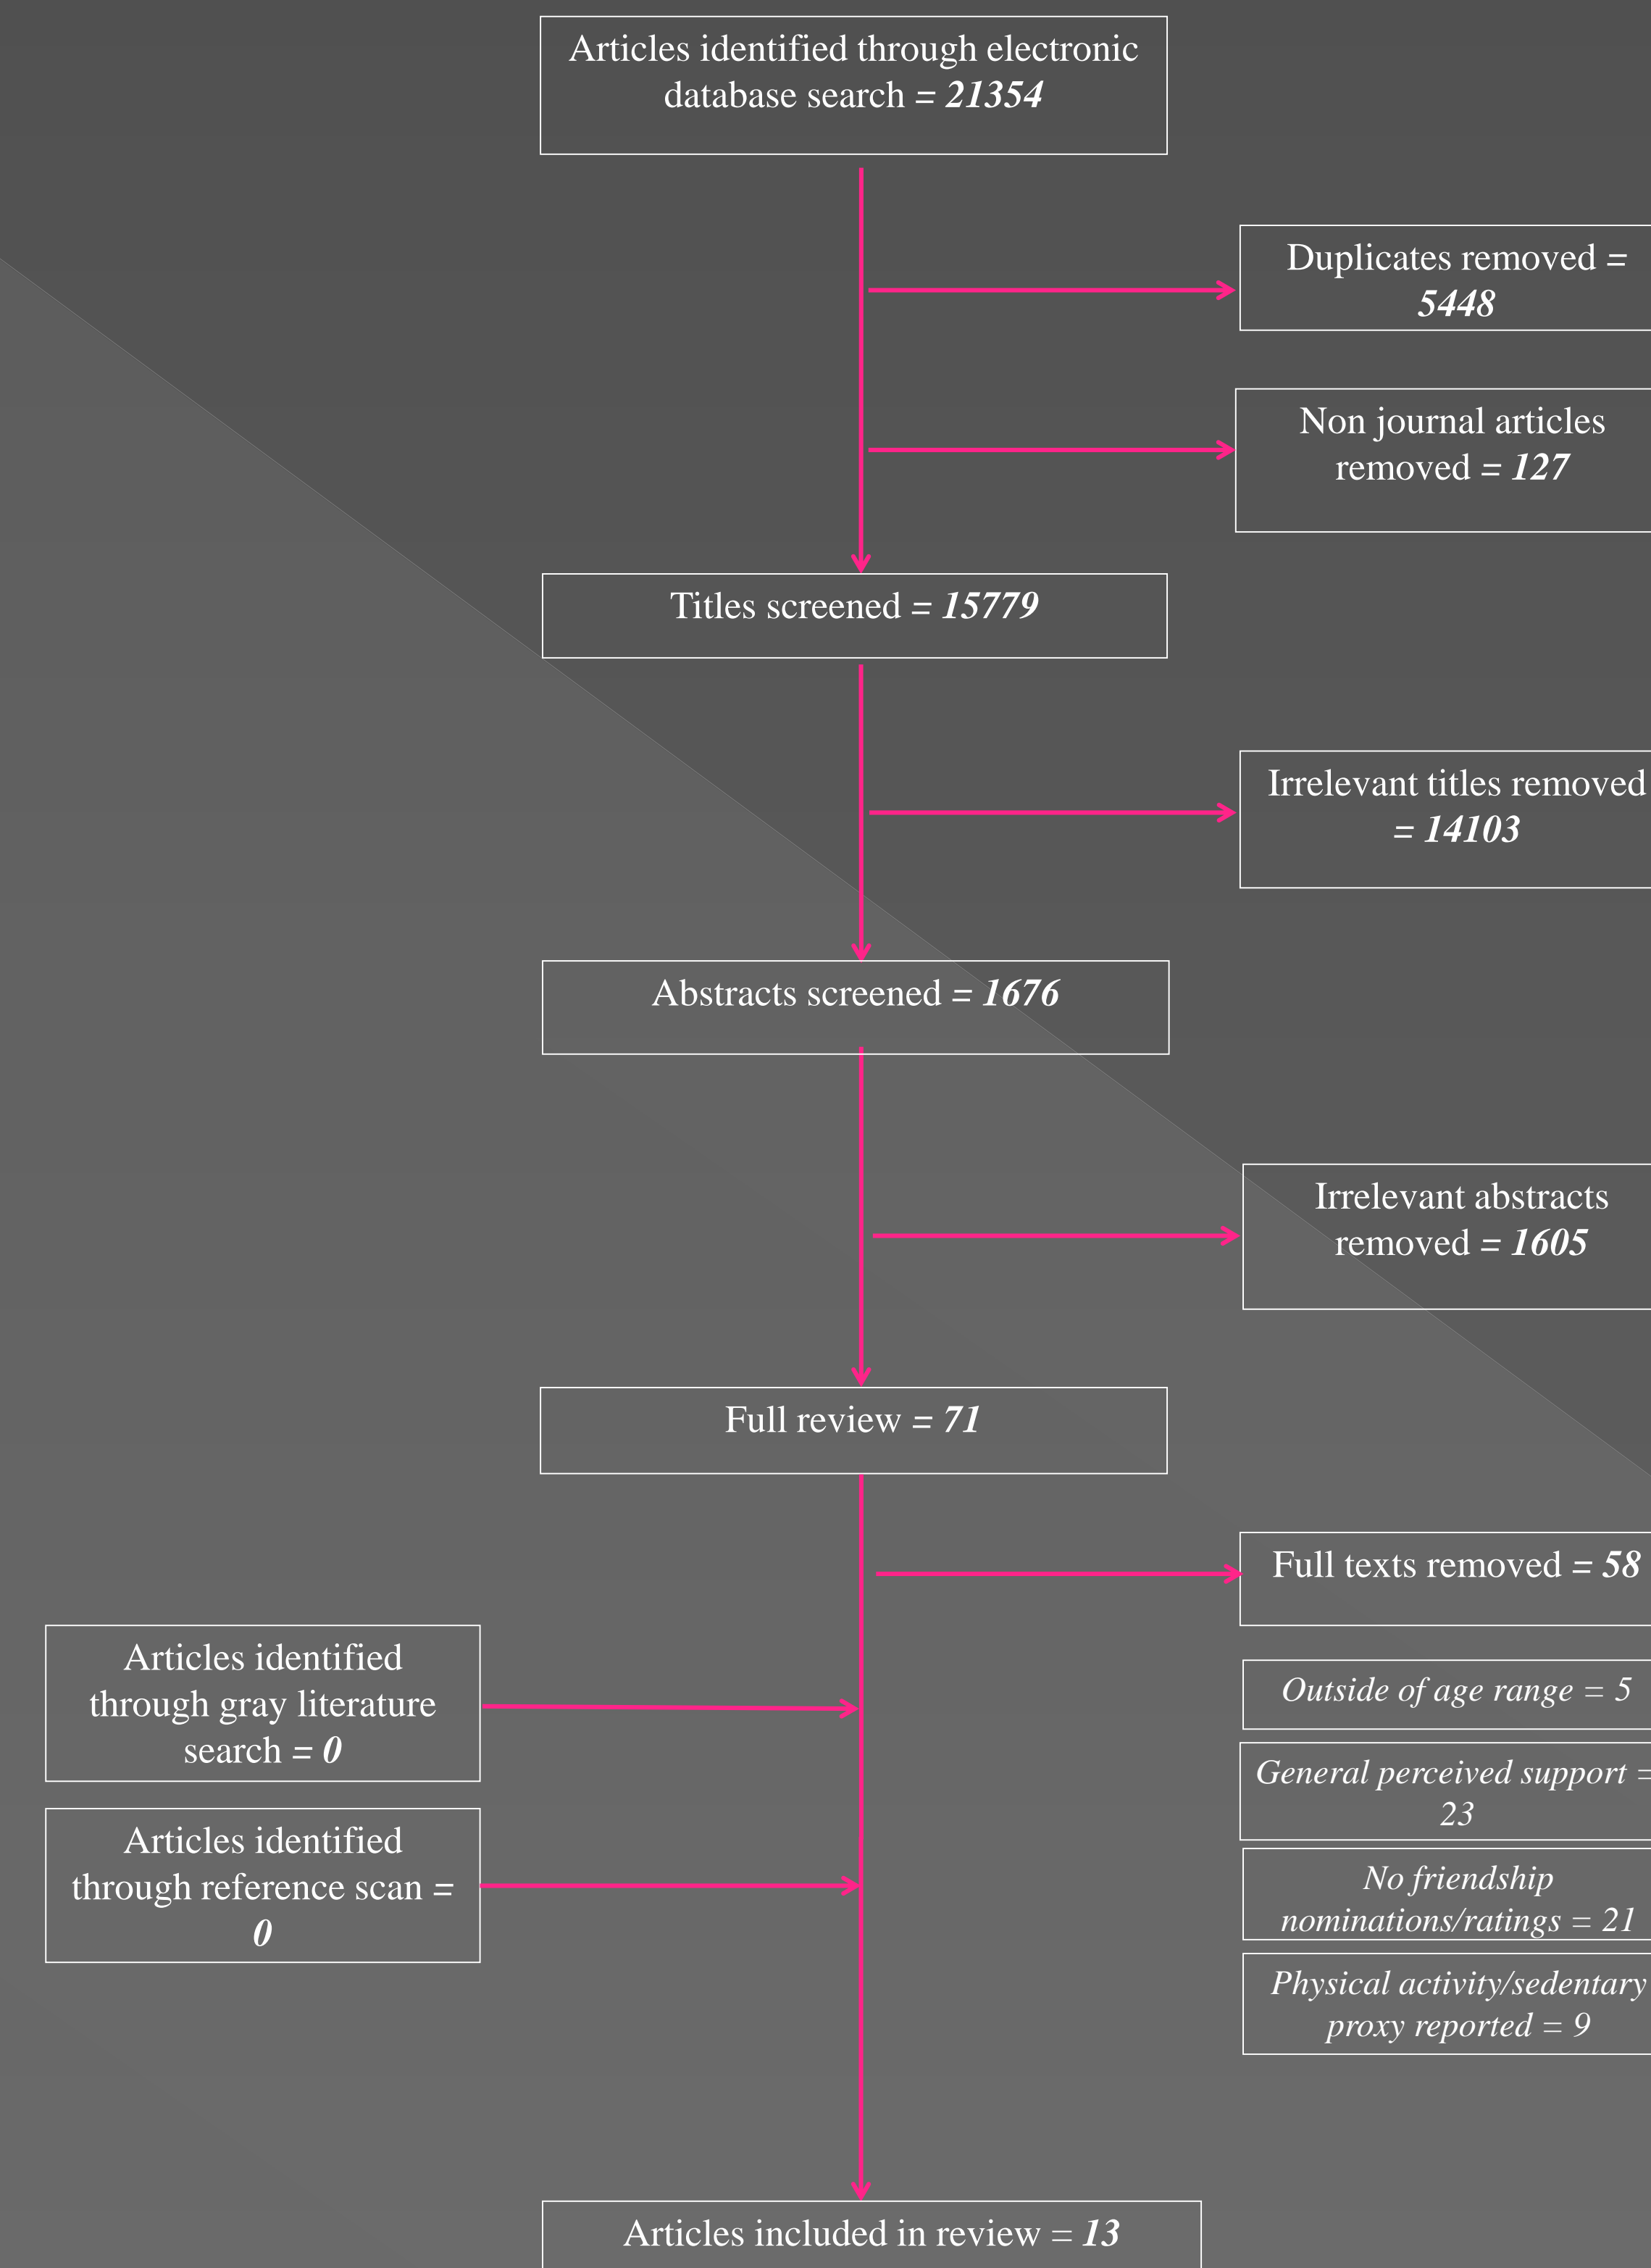 Articles identified through electronic
database search = 21354
Duplicates removed =
5448
Non journal articles
removed = 127
Titles screened = 15779
Irrelevant titles removed
= 14103
Abstracts screened = 1676
Irrelevant abstracts
removed = 1605
Full review = 71
Full texts removed = 58
Articles identified
through gray literature
search = 0
Outside of age range = 5
General perceived support =
23
Articles identified
through reference scan =
0
No friendship
nominations/ratings = 21
Physical activity/sedentary
proxy reported = 9
Articles included in review = 13